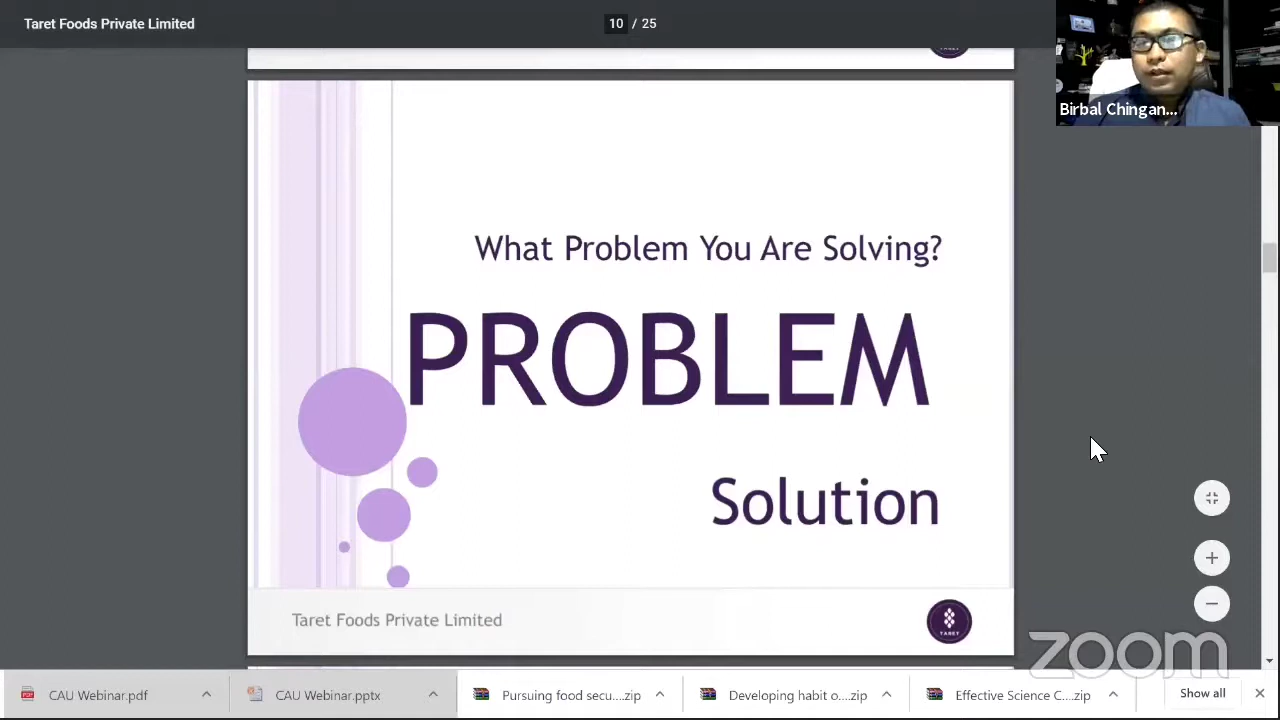 Taret Foods Private Limited
10 / 25
Birbal Chingan...
What Problem You Are Solving?
PROBLEM
Solution
Taret Foods Private Limited
TARET
zoom
CAU Webinar.pdf
CAU Webinar.pptx
Pursuing food secu....zip
Developing habit o....zip
Effective Science C....zip
Show all